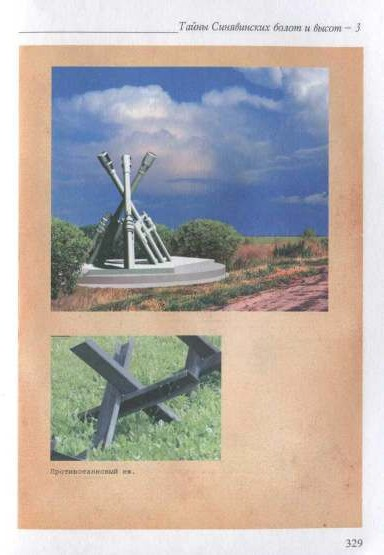 Тайны Синявинских болот и высот – 3
Противотанковый еж.
329